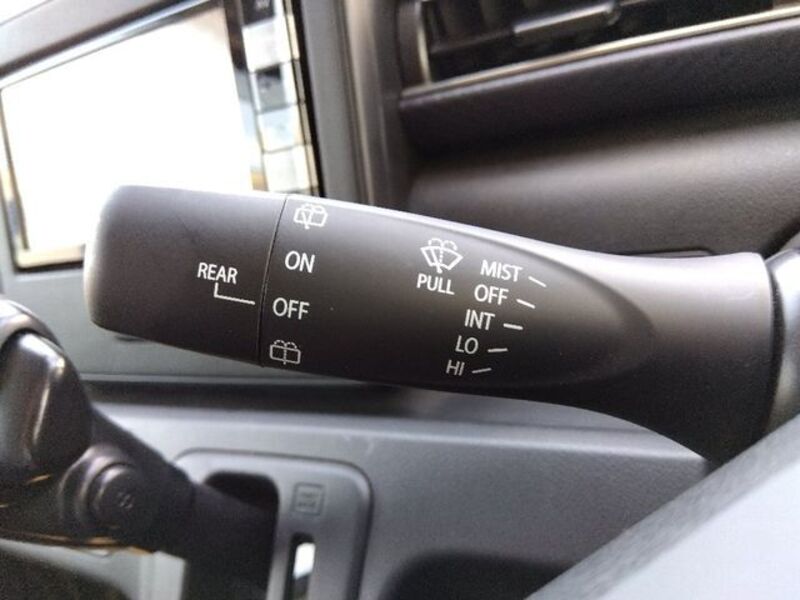 REAR
ON
OFF
PULL
MIST
OFF
INT
LO
HI